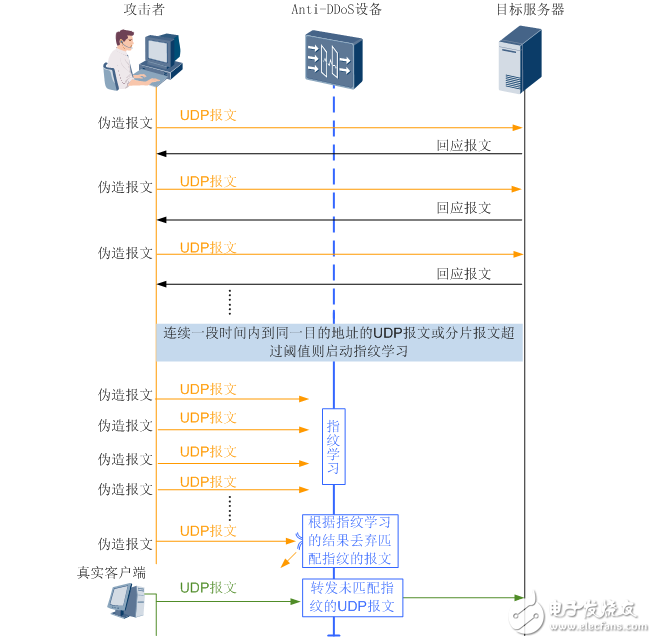 攻击者 Anti-DDoS设备 目标服务器
伪造报文 UDP报文
回应报文
伪造报文 UDP报文
回应报文
伪造报文 UDP报文
回应报文
连续一段时间内到同一目的地址的UDP报文或分片报文超
过阈值则启动指纹学习
伪造报文 UDP报文
伪造报文 UDP报文
伪造报文 UDP报文
伪造报文 UDP报文
指纹学习
伪造报文 UDP报文
根据指纹学习
的结果丢弃匹
配指纹的报文
真实客户端
UDP报文
转发未匹配指
纹的UDP报文
电子发烧友
www.elecfans.com